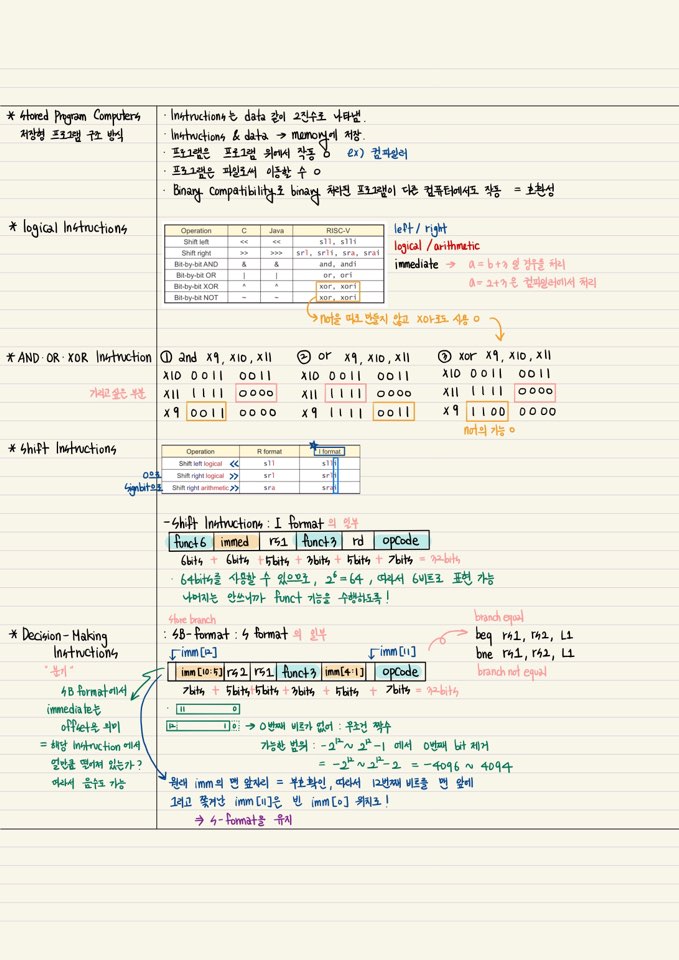 * Stored Program Computers
저장형 프로그램 구조 방식
· Instructions는 data 같이 2진수로 나타냄.
· Instructions & data → memory에 저장.
· 프로그램은 프로그램 위에서 작동 O ex) 컴파일러
· 프로그램은 파일로써 이동할 수 O
· Binary Compatibility로 binary 처리된 프로그램이 다른 컴퓨터에서도 작동 = 호환성
* logical Instructions
Operation C Java RISC-V
Shift left << << sll, slli
Shift right >> >>> srl, srli, sra, srai
Bit-by-bit AND & & and, andi
Bit-by-bit OR | | or, ori
Bit-by-bit XOR ^ ^ xor, xori
Bit-by-bit NOT ~ ~ xor, xori
left / right
logical / arithmetic
immediate → a = b+3 일 경우를 처리
a = 2+3 은 컴파일러에서 처리
→ not을 따로 만들지 않고 xor로도 사용 O
* AND · OR · XOR Instruction
가리고 싶은 부분
① and x9, x10, x11
x10 0011 0011
x11 1111 0000
x9 0011 0000
② or x9, x10, x11
x10 0011 0011
x11 1111 0000
x9 1111 0011
③ xor x9, x10, x11
x10 0011 0011
x11 1111 0000
x9 1100 0000
not의 기능 O
* Shift Instructions
Operation R format I format
Shift left logical << sll slli
Shift right logical >> srl srli
Shift right arithmetic >> sra srai
0으로
sign bit으로
- Shift Instructions : I format 의 일부
funct6 immed rs1 funct3 rd opcode
6bits + 6bits + 5bits + 3bits + 5bits + 7bits = 32bits
· 64bits를 사용할 수 있으므로, 2⁶ = 64, 따라서 6비트로 표현 가능
나머지는 안쓰니까 funct 기능을 수행하도록!
* Decision-Making Instructions
"분기"
store branch
: SB-format : S format 의 일부
imm[12]
imm[11]
imm[10:5] rs2 rs1 funct3 imm[4:1] opcode
7bits + 5bits + 5bits + 3bits + 5bits + 7bits = 32bits
branch equal
beq rs1, rs2, L1
bne rs1, rs2, L1
branch not equal
SB format에서
immediate는
offset을 의미
= 해당 Instruction에서
얼만큼 떨어져 있는가?
따라서 음수도 가능
· 11 0
12 1 0 → 0번째 비트가 없어 : 무조건 짝수
가능한 범위 : -2¹² ~ 2¹²-1 에서 0번째 bit 제거
= -2¹² ~ 2¹²-2 = -4096 ~ 4094
원래 imm의 맨 앞자리 = 부호확인, 따라서 12번째 비트를 맨 앞에
그리고 쫓겨난 imm[11]은 빈 imm[0] 위치로!
→ S-format을 유지